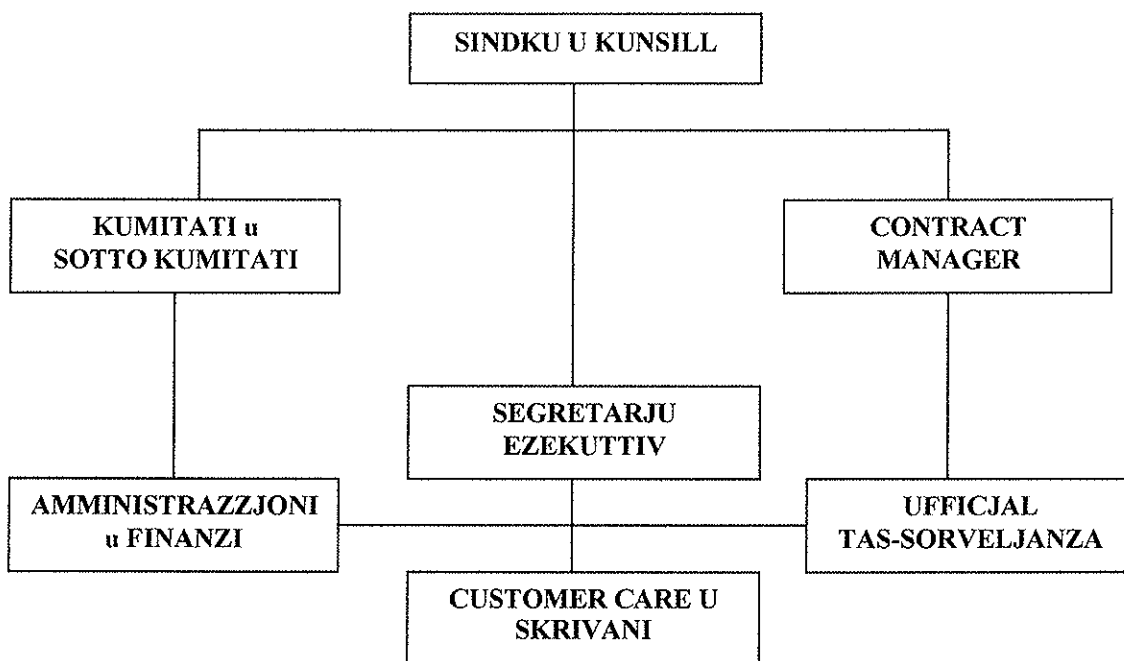 SINDKU U KUNSILL
KUMITATI u
SOTTO KUMITATI
CONTRACT
MANAGER
SEGRETARJU
EZEKUTTIV
AMMINISTRAZZJONI
u FINANZI
UFFICJAL
TAS-SORVELJANZA
CUSTOMER CARE U
SKRIVANI